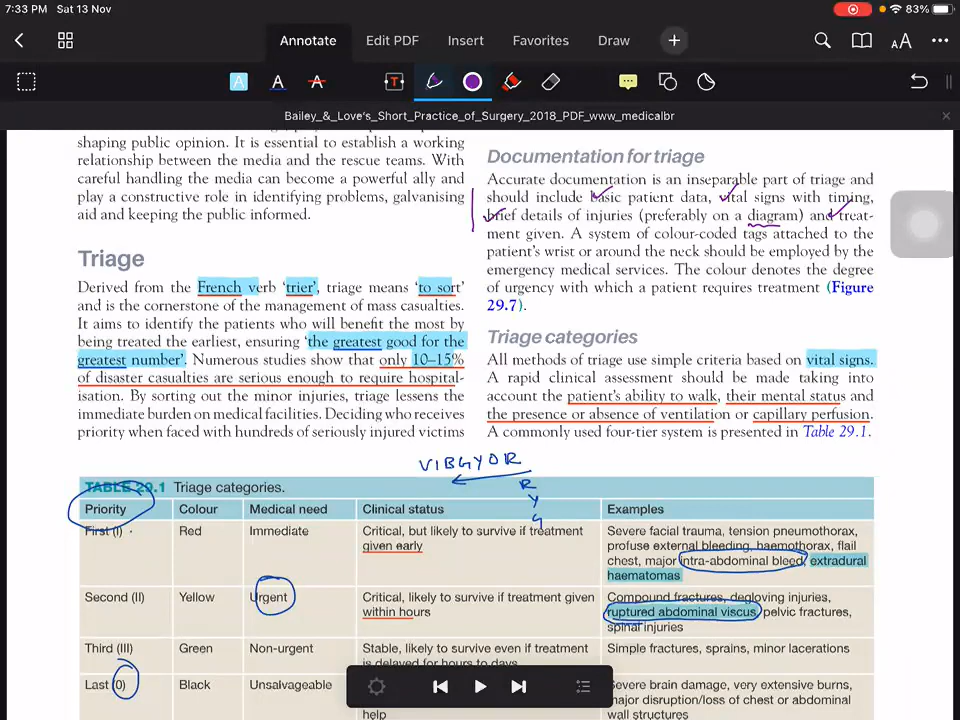 7:33 PM Sat 13 Nov
83%
Annotate Edit PDF Insert Favorites Draw
Bailey_&_Love's_Short_Practice_of_Surgery_2018_PDF_www_medicalbr
shaping public opinion. It is essential to establish a working
relationship between the media and the rescue teams. With
careful handling the media can become a powerful ally and
play a constructive role in identifying problems, galvanising
aid and keeping the public informed.
Triage
Derived from the French verb ‘trier’, triage means ‘to sort’
and is the cornerstone of the management of mass casualties.
It aims to identify the patients who will benefit the most by
being treated the earliest, ensuring ‘the greatest good for the
greatest number’. Numerous studies show that only 10–15%
of disaster casualties are serious enough to require hospital-
isation. By sorting out the minor injuries, triage lessens the
immediate burden on medical facilities. Deciding who receives
priority when faced with hundreds of seriously injured victims
Documentation for triage
Accurate documentation is an inseparable part of triage and
should include basic patient data, vital signs with timing,
brief details of injuries (preferably on a diagram) and treat-
ment given. A system of colour-coded tags attached to the
patient’s wrist or around the neck should be employed by the
emergency medical services. The colour denotes the degree
of urgency with which a patient requires treatment (Figure
29.7).
Triage categories
All methods of triage use simple criteria based on vital signs.
A rapid clinical assessment should be made taking into
account the patient’s ability to walk, their mental status and
the presence or absence of ventilation or capillary perfusion.
A commonly used four-tier system is presented in Table 29.1.
VIBGYOR
R
Y
G
TABLE 29.1 Triage categories.
Priority Colour Medical need Clinical status Examples
First (I) Red Immediate Critical, but likely to survive if treatment
given early
Severe facial trauma, tension pneumothorax,
profuse external bleeding, haemothorax, flail
chest, major intra-abdominal bleed, extradural
haematomas
Second (II) Yellow Urgent Critical, likely to survive if treatment given
within hours
Compound fractures, degloving injuries,
ruptured abdominal viscus, pelvic fractures,
spinal injuries
Third (III) Green Non-urgent Stable, likely to survive even if treatment
is delayed for hours to days
Simple fractures, sprains, minor lacerations
Last (0) Black Unsalvageable
help
Severe brain damage, very extensive burns,
major disruption/loss of chest or abdominal
wall structures